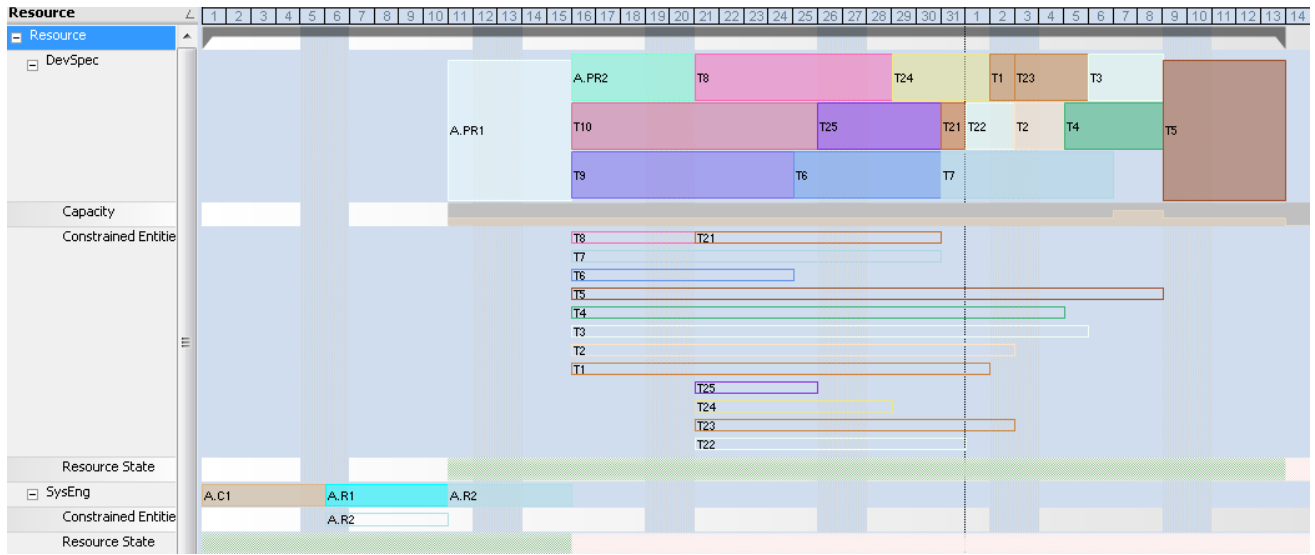 Resource 1 2 3 4 5 6 7 8 9 10 11 12 13 14 15 16 17 18 19 20 21 22 23 24 25 26 27 28 29 30 31 1 2 3 4 5 6 7 8 9 10 11 12 13 14
Resource
DevSpec
A.PR2 T8 T24 T1 T23 T3
A.PR1 T10 T25 T21 T22 T2 T4 T5
T9 T6 T7
Capacity
Constrained Entitie
T8 T21
T7
T6
T5
T4
T3
T2
T1
T25
T24
T23
T22
Resource State
SysEng A.C1 A.R1 A.R2
Constrained Entitie A.R2
Resource State